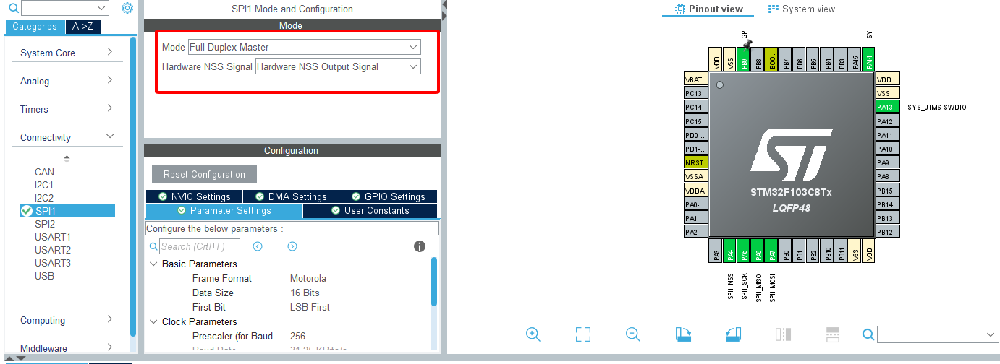 SPI1 Mode and Configuration
Pinout view
System view
Categories
A->Z
Mode
System Core
Analog
Timers
Connectivity
CAN
I2C1
I2C2
SPI1
SPI2
USART1
USART2
USART3
USB
Computing
Middleware
Mode Full-Duplex Master
Hardware NSS Signal Hardware NSS Output Signal
Configuration
Reset Configuration
NVIC Settings
DMA Settings
GPIO Settings
Parameter Settings
User Constants
Configure the below parameters :
Search (Crtl+F)
Basic Parameters
Frame Format Motorola
Data Size 16 Bits
First Bit LSB First
Clock Parameters
Prescaler (for Baud ... 256
Baud Rate 31.25 KBits/s
GPI
SY:
VDD
VSS
PB9
PB8
BOO..
PB7
PB6
PB5
PB4
PB3
PA15
PA14
VBAT
PC13..
PC14..
PC15..
PD0-..
PD1-..
NRST
VSSA
VDDA
PA0-..
PA1
PA2
VDD
VSS
PA13 SYS_JTMS-SWDIO
PA12
PA11
PA10
PA9
PA8
PB15
PB14
PB13
PB12
STM32F103C8Tx
LQFP48
PA3
PA4
PA5
PA6
PA7
PB0
PB1
PB2
PB10
PB11
VSS
VDD
SPI1_NSS
SPI1_SCK
SPI1_MISO
SPI1_MOSI